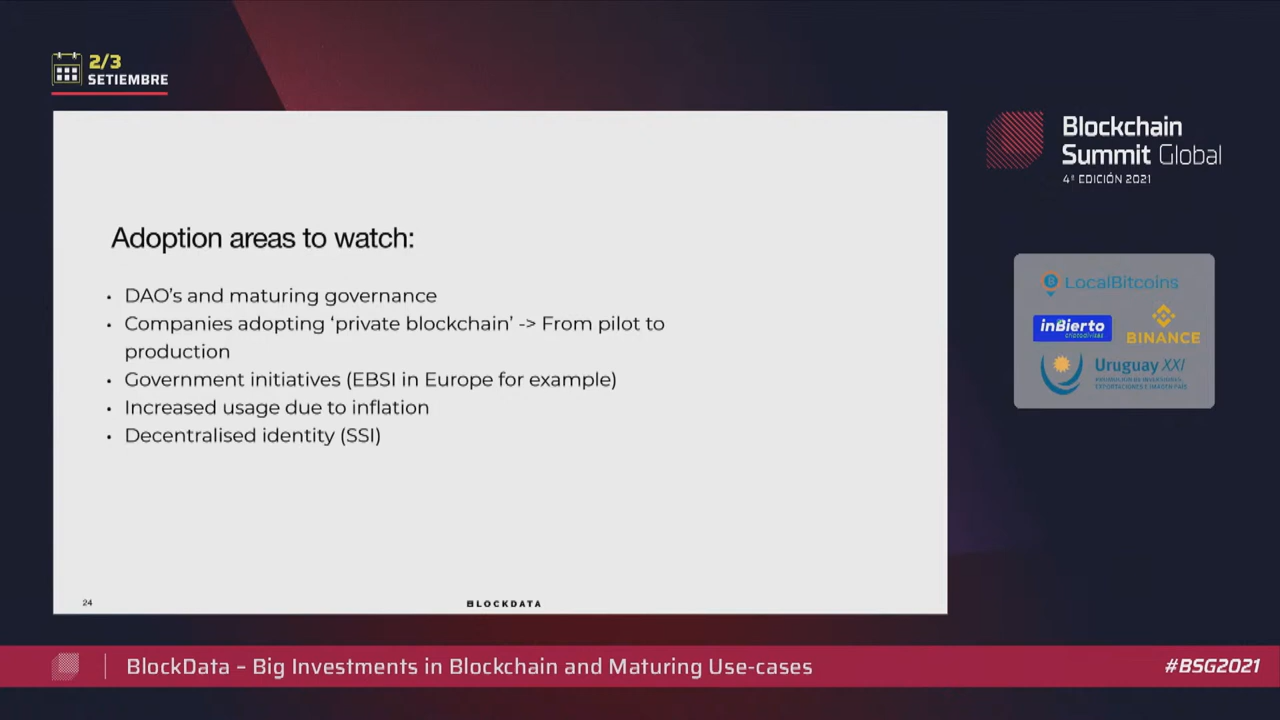 2/3
SETIEMBRE
Blockchain
Summit Global
4ª EDICIÓN 2021
Adoption areas to watch:
• DAO’s and maturing governance
• Companies adopting ‘private blockchain’ -> From pilot to
production
• Government initiatives (EBSI in Europe for example)
• Increased usage due to inflation
• Decentralised identity (SSI)
24
BLOCKDATA
LocalBitcoins
inBierto
BINANCE
Uruguay XXI
BlockData – Big Investments in Blockchain and Maturing Use-cases
#BSG2021